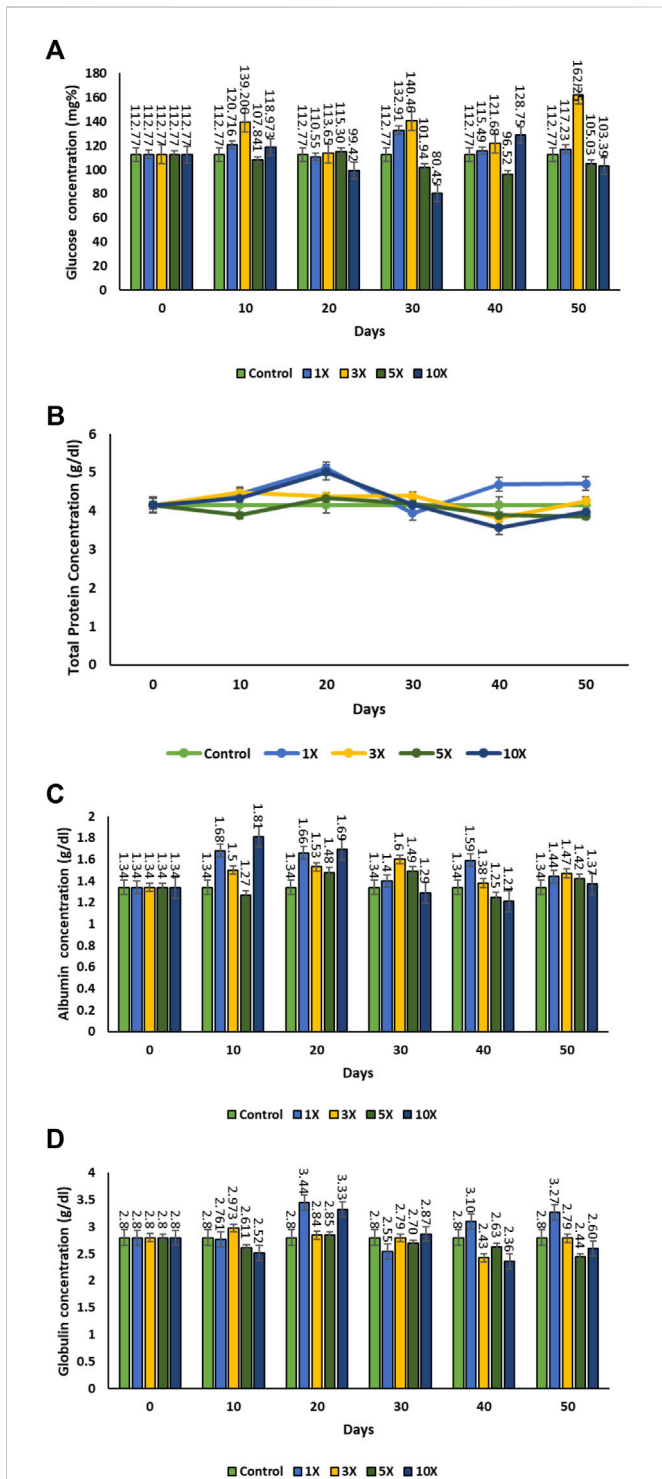 A
Glucose concentration (mg%)
180
160
140
120
100
80
60
40
20
0
112.77 112.77 112.77 112.77 112.77
112.77 120.716 139.206 107.841 118.973
112.77 110.55 113.65 115.30 99.42
112.77 132.91 140.46 101.94 80.45
112.77 115.49 121.68 96.52 128.75
112.77 117.23 105.03 103.39
0 10 20 30 40 50
Days
Control 1X 3X 5X 10X
B
Total Protein Concentration (g/dl)
6
5
4
3
2
1
0
0 10 20 30 40 50
Days
Control 1X 3X 5X 10X
C
Albumin concentration (g/dl)
2
1.8
1.6
1.4
1.2
1
0.8
0.6
0.4
0.2
0
1.34 1.34 1.34 1.34 1.34
1.34 1.68 1.5 1.27 1.81
1.34 1.66 1.53 1.48 1.69
1.34 1.4 1.6 1.49 1.29
1.34 1.59 1.38 1.25 1.21
1.34 1.44 1.47 1.42 1.37
0 10 20 30 40 50
Days
Control 1X 3X 5X 10X
D
Globulin concentration (g/dl)
4
3.5
3
2.5
2
1.5
1
0.5
0
2.8 2.8 2.8 2.8 2.8
2.8 2.761 2.973 2.611 2.52
2.8 3.44 2.84 2.85 3.33
2.8 2.55 2.79 2.70 2.87
2.8 3.10 2.43 2.63 2.36
2.8 3.27 2.79 2.44 2.60
0 10 20 30 40 50
Days
Control 1X 3X 5X 10X